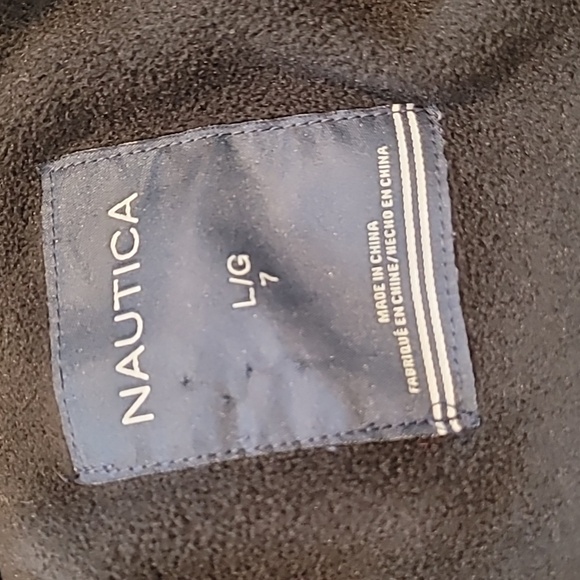 NAUTICA
L/G
7
MADE IN CHINA
FABRIQUÉ EN CHINE/HECHO EN CHINA